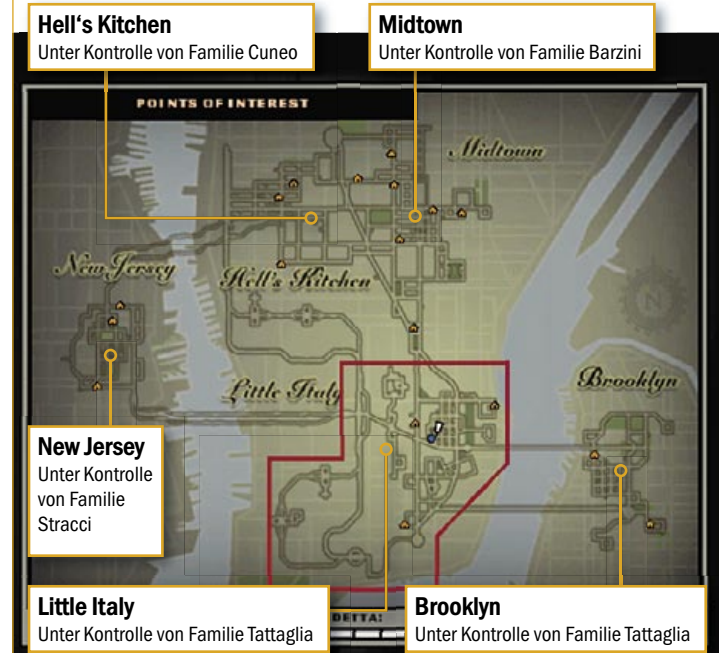 Hell's Kitchen
Unter Kontrolle von Familie Cuneo
Midtown
Unter Kontrolle von Familie Barzini
POINTS OF INTEREST
Midtown
New Jersey
Hell's Kitchen
Little Italy
Brooklyn
N
New Jersey
Unter Kontrolle
von Familie
Stracci
Little Italy
Unter Kontrolle von Familie Tattaglia
DETTA:
Brooklyn
Unter Kontrolle von Familie Tattaglia